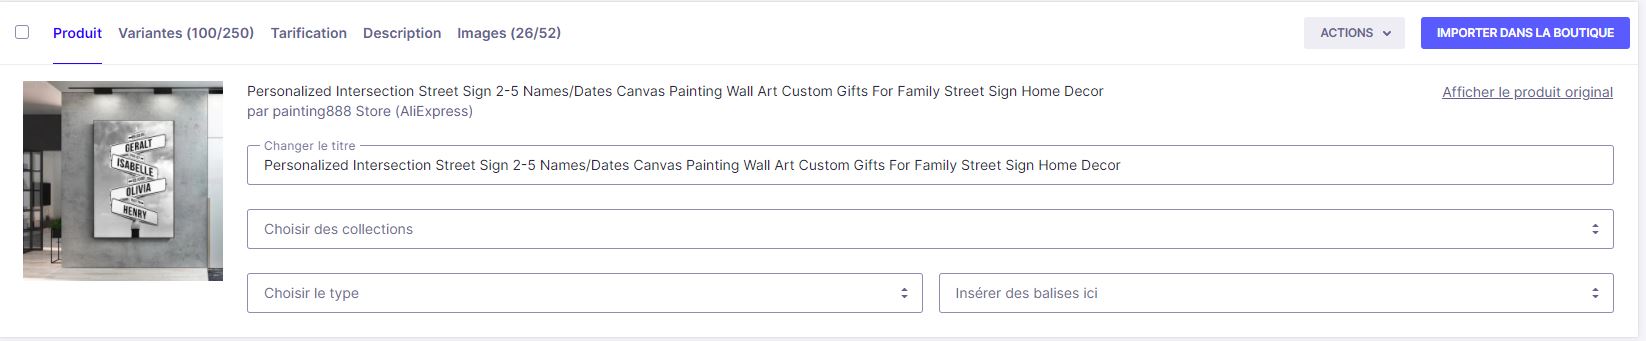 Produit Variantes (100/250) Tarification Description Images (26/52) ACTIONS IMPORTER DANS LA BOUTIQUE
Personalized Intersection Street Sign 2-5 Names/Dates Canvas Painting Wall Art Custom Gifts For Family Street Sign Home Decor
par painting888 Store (AliExpress)
Afficher le produit original
GERALT
ISABELLE
OLIVIA
HENRY
Changer le titre
Personalized Intersection Street Sign 2-5 Names/Dates Canvas Painting Wall Art Custom Gifts For Family Street Sign Home Decor
Choisir des collections
Choisir le type
Insérer des balises ici